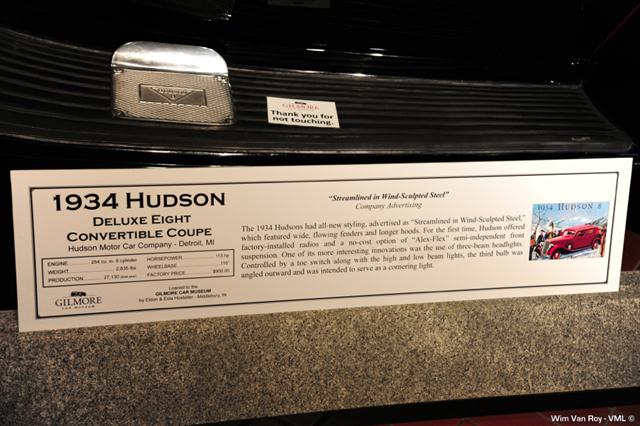 HUDSON
GILMORE
Thank you for
not touching.
1934 HUDSON
DELUXE EIGHT
CONVERTIBLE COUPE
Hudson Motor Car Company - Detroit, MI
ENGINE 254 cu. in. 8 cylinder
WEIGHT 2,835 lbs
PRODUCTION 27,130
HORSEPOWER 113 hp
WHEELBASE 116"
FACTORY PRICE $900.00
GILMORE
CAR MUSEUM
Loaned to the
GILMORE CAR MUSEUM
by Eldon & Esta Hostetler - Middlebury, IN
"Streamlined in Wind-Sculpted Steel"
Company Advertising
The 1934 Hudsons had all-new styling, advertised as "Streamlined in Wind-Sculpted Steel,"
which featured wide, flowing fenders and longer hoods. For the first time, Hudson offered
factory-installed radios and a no-cost option of "Alex-Flex" semi-independent front
suspension. One of its more interesting innovations was the use of three-beam headlights.
Controlled by a toe switch along with the high and low beam lights, the third bulb was
angled outward and was intended to serve as a cornering light.
1934 HUDSON 8
Wim Van Roy - VML ©